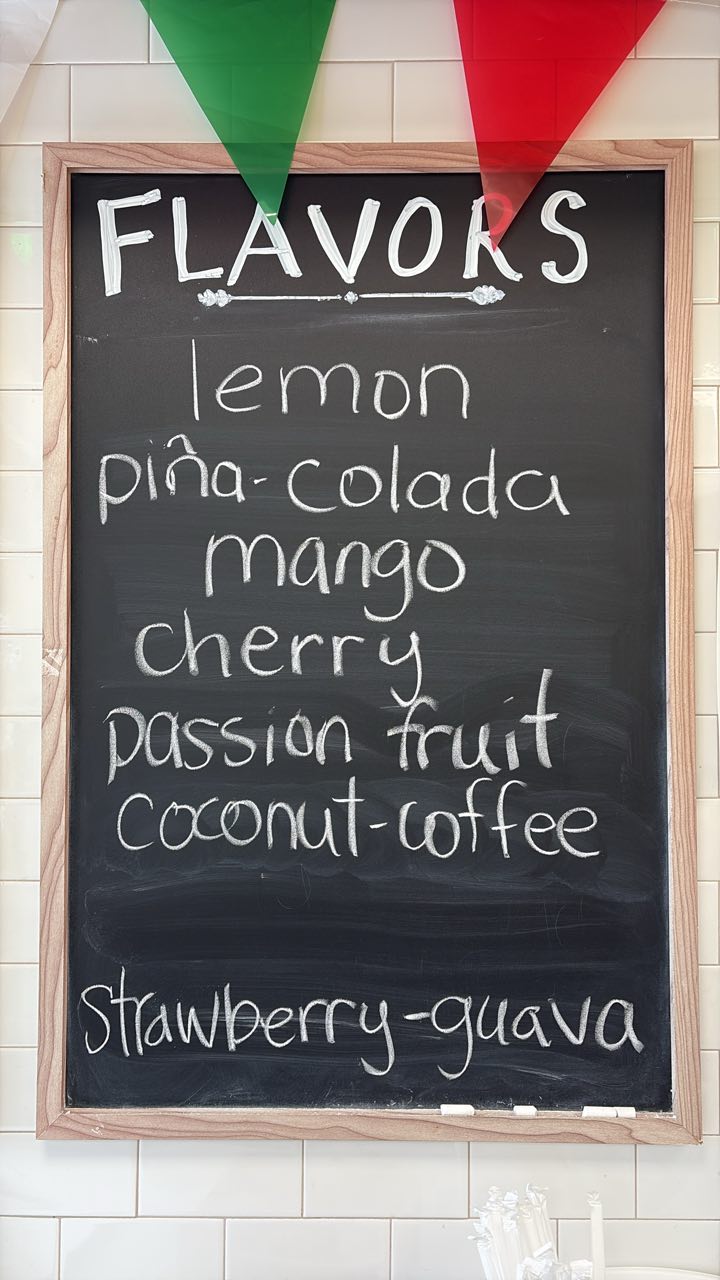 FLAVORS
lemon
piña-colada
mango
cherry
passion fruit
coconut-coffee
strawberry-guava